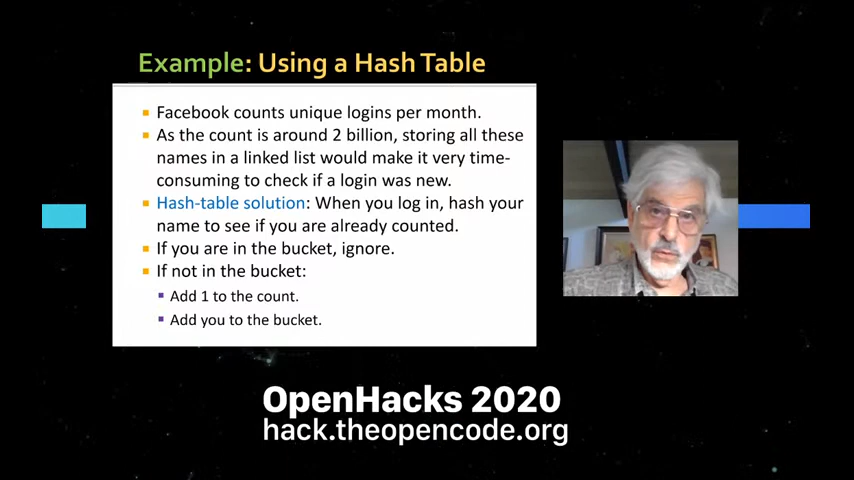 Example: Using a Hash Table
Facebook counts unique logins per month.
As the count is around 2 billion, storing all these
names in a linked list would make it very time-
consuming to check if a login was new.
Hash-table solution: When you log in, hash your
name to see if you are already counted.
If you are in the bucket, ignore.
If not in the bucket:
Add 1 to the count.
Add you to the bucket.
OpenHacks 2020
hack.theopencode.org